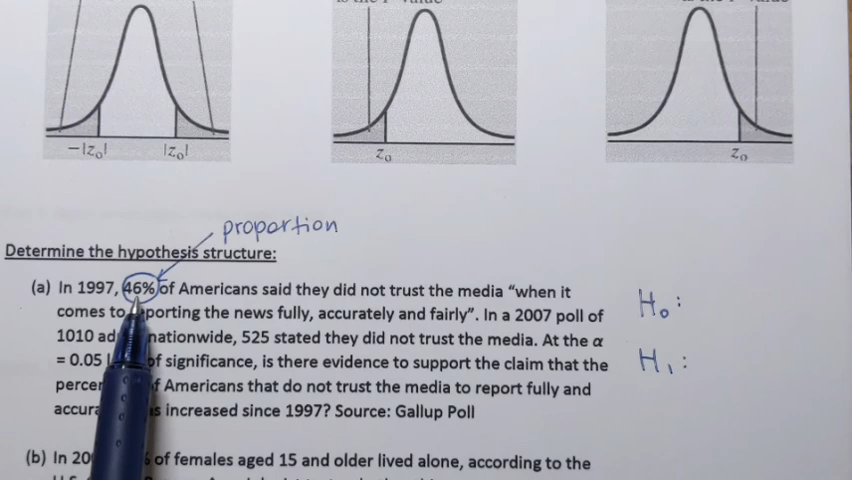 −|z₀| |z₀| z₀ z₀
proportion
Determine the hypothesis structure:
(a) In 1997, 46% of Americans said they did not trust the media “when it
comes to porting the news fully, accurately and fairly”. In a 2007 poll of
1010 ad nationwide, 525 stated they did not trust the media. At the α
= 0.05 l of significance, is there evidence to support the claim that the
percen f Americans that do not trust the media to report fully and
accura s increased since 1997? Source: Gallup Poll
H₀:
H₁:
(b) In 20 of females aged 15 and older lived alone, according to the